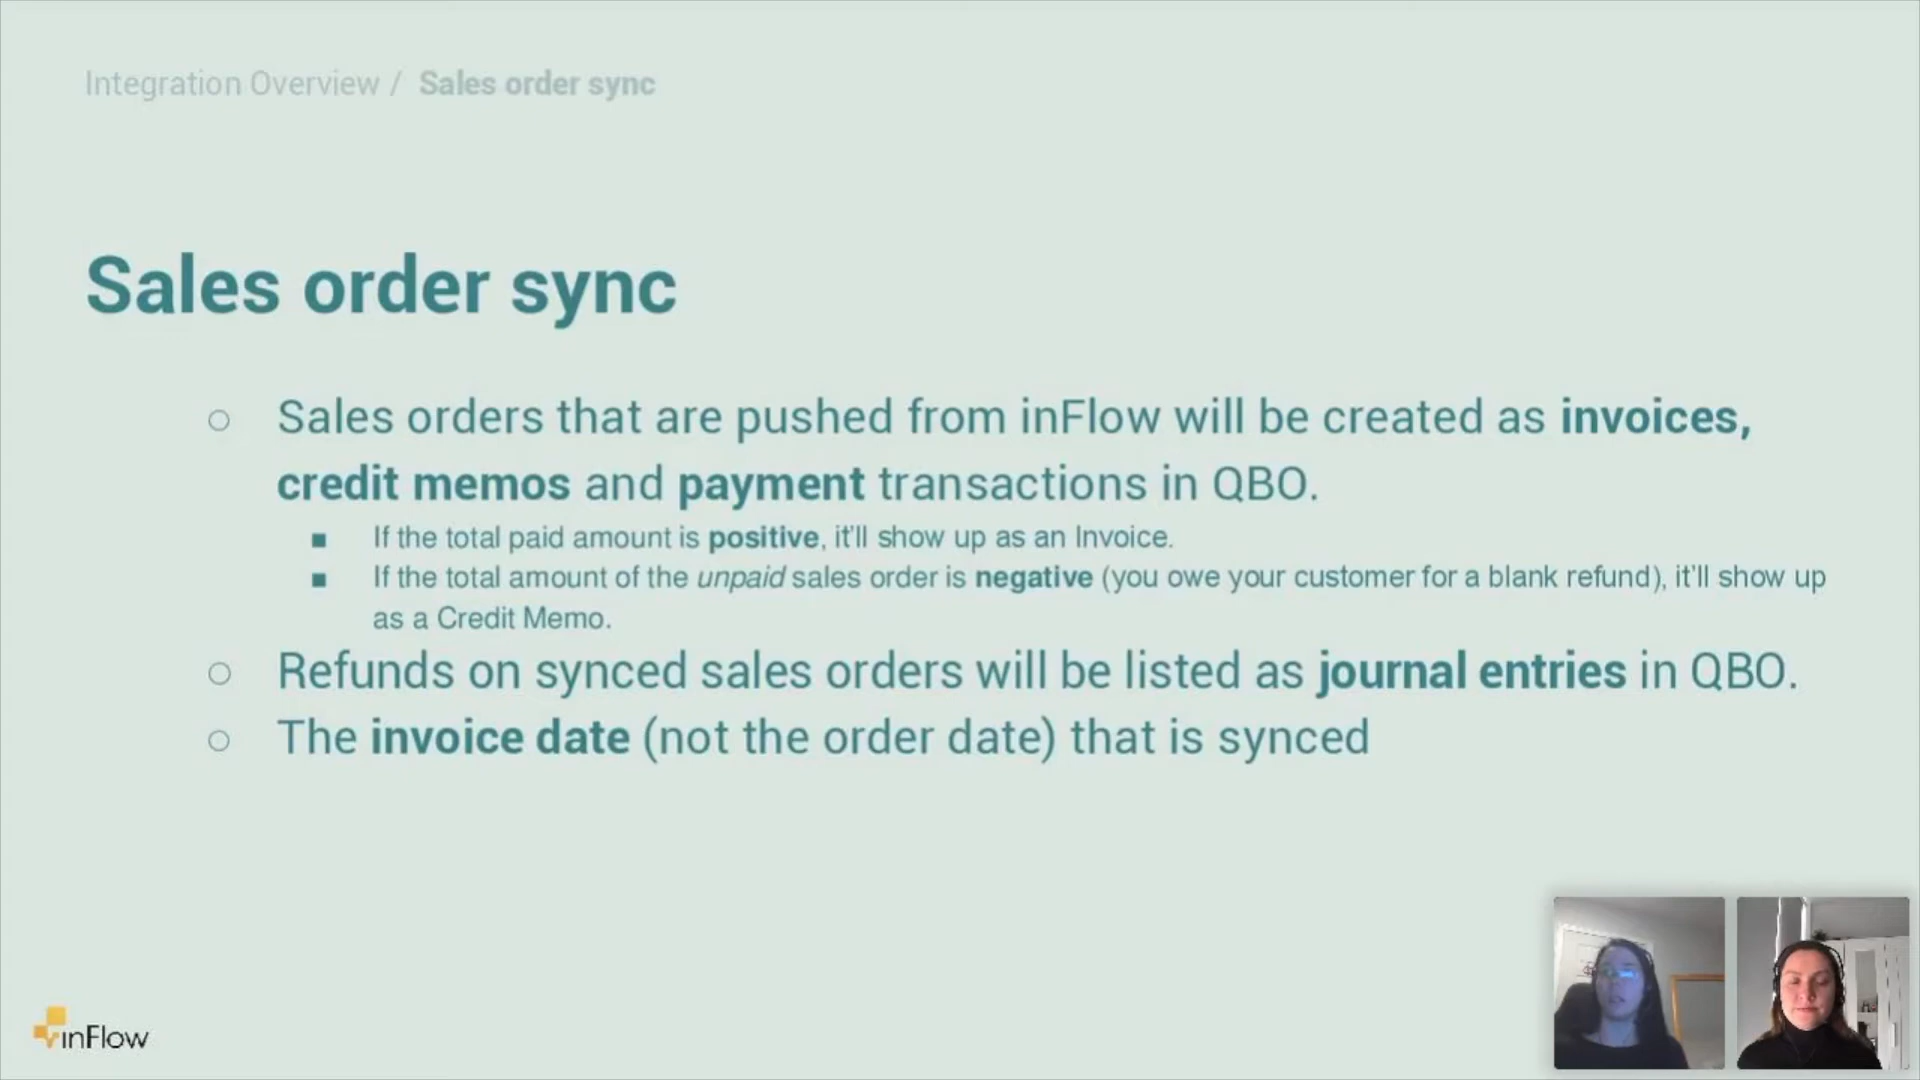 Integration Overview / Sales order sync
Sales order sync
Sales orders that are pushed from inFlow will be created as invoices,
credit memos and payment transactions in QBO.
If the total paid amount is positive, it'll show up as an Invoice.
If the total amount of the unpaid sales order is negative (you owe your customer for a blank refund), it'll show up
as a Credit Memo.
Refunds on synced sales orders will be listed as journal entries in QBO.
The invoice date (not the order date) that is synced
inFlow